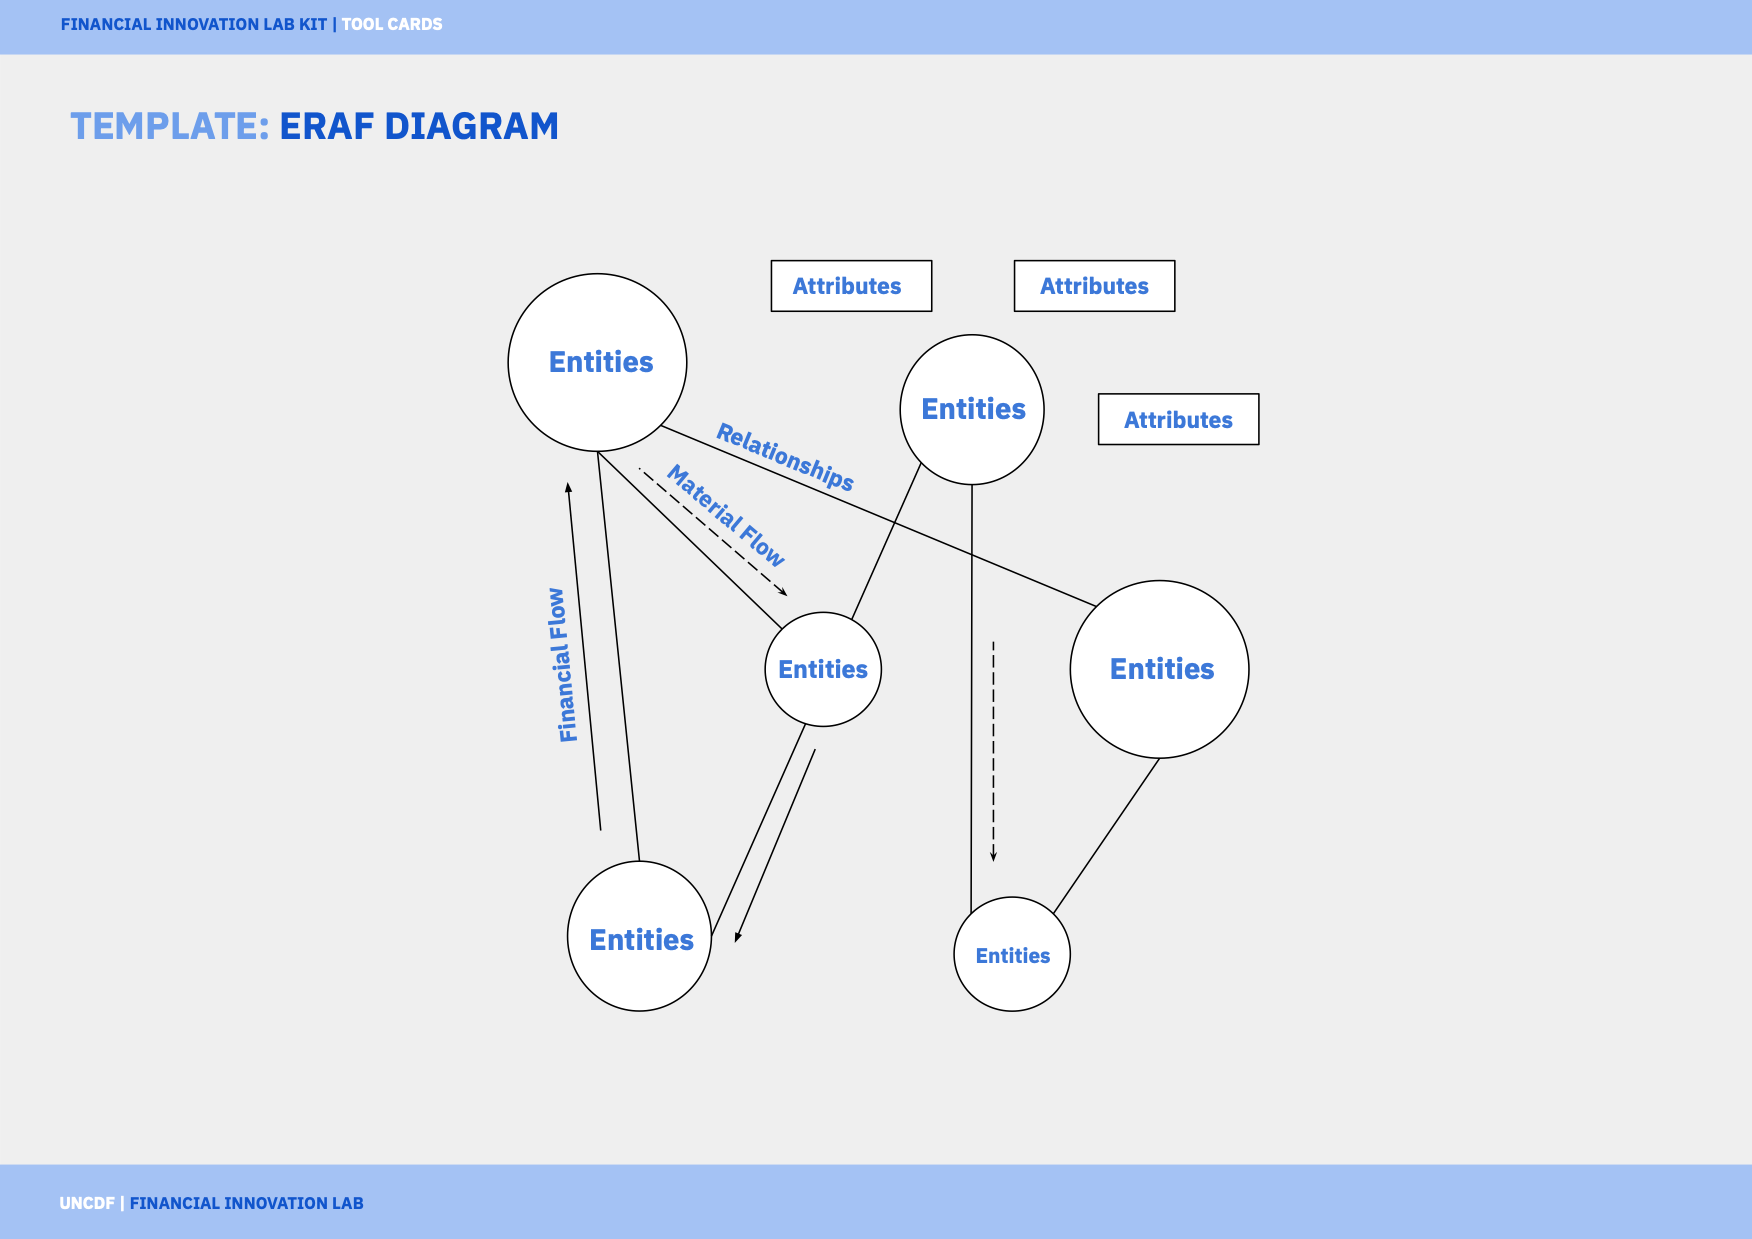 FINANCIAL INNOVATION LAB KIT | TOOL CARDS
TEMPLATE: ERAF DIAGRAM
Attributes
Attributes
Entities
Entities
Attributes
Relationships
Material Flow
Financial Flow
Entities
Entities
Entities
Entities
UNCDF | FINANCIAL INNOVATION LAB